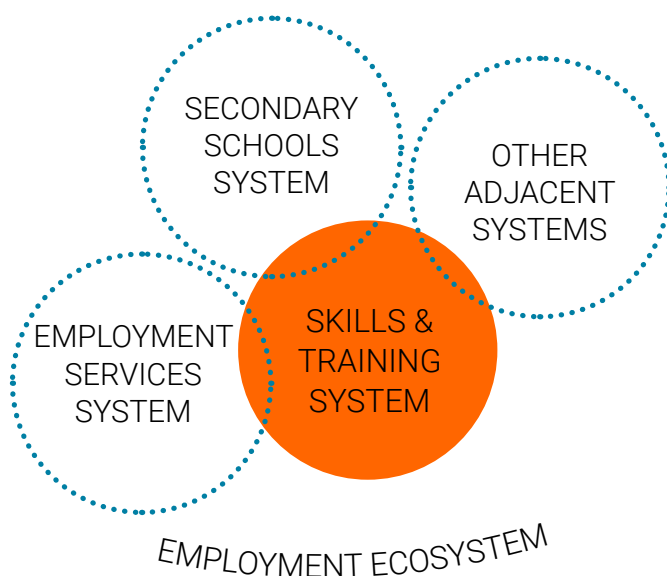 SECONDARY
SCHOOLS
SYSTEM
OTHER
ADJACENT
SYSTEMS
EMPLOYMENT
SERVICES
SYSTEM
SKILLS &
TRAINING
SYSTEM
EMPLOYMENT ECOSYSTEM